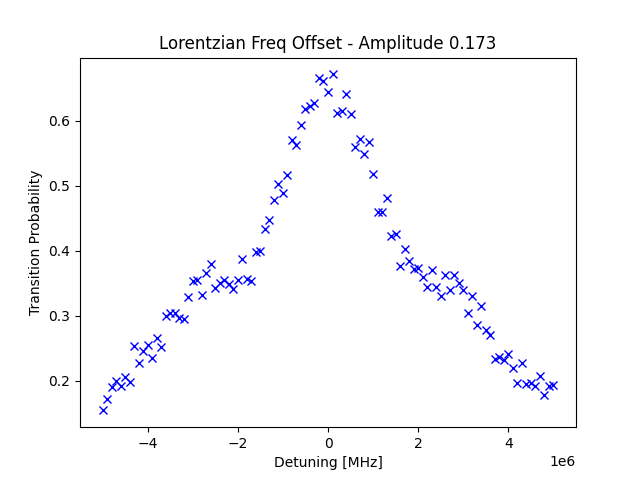 Lorentzian Freq Offset - Amplitude 0.173
Transition Probability
0.6
0.5
0.4
0.3
0.2
−4
−2
0
2
4
1e6
Detuning [MHz]